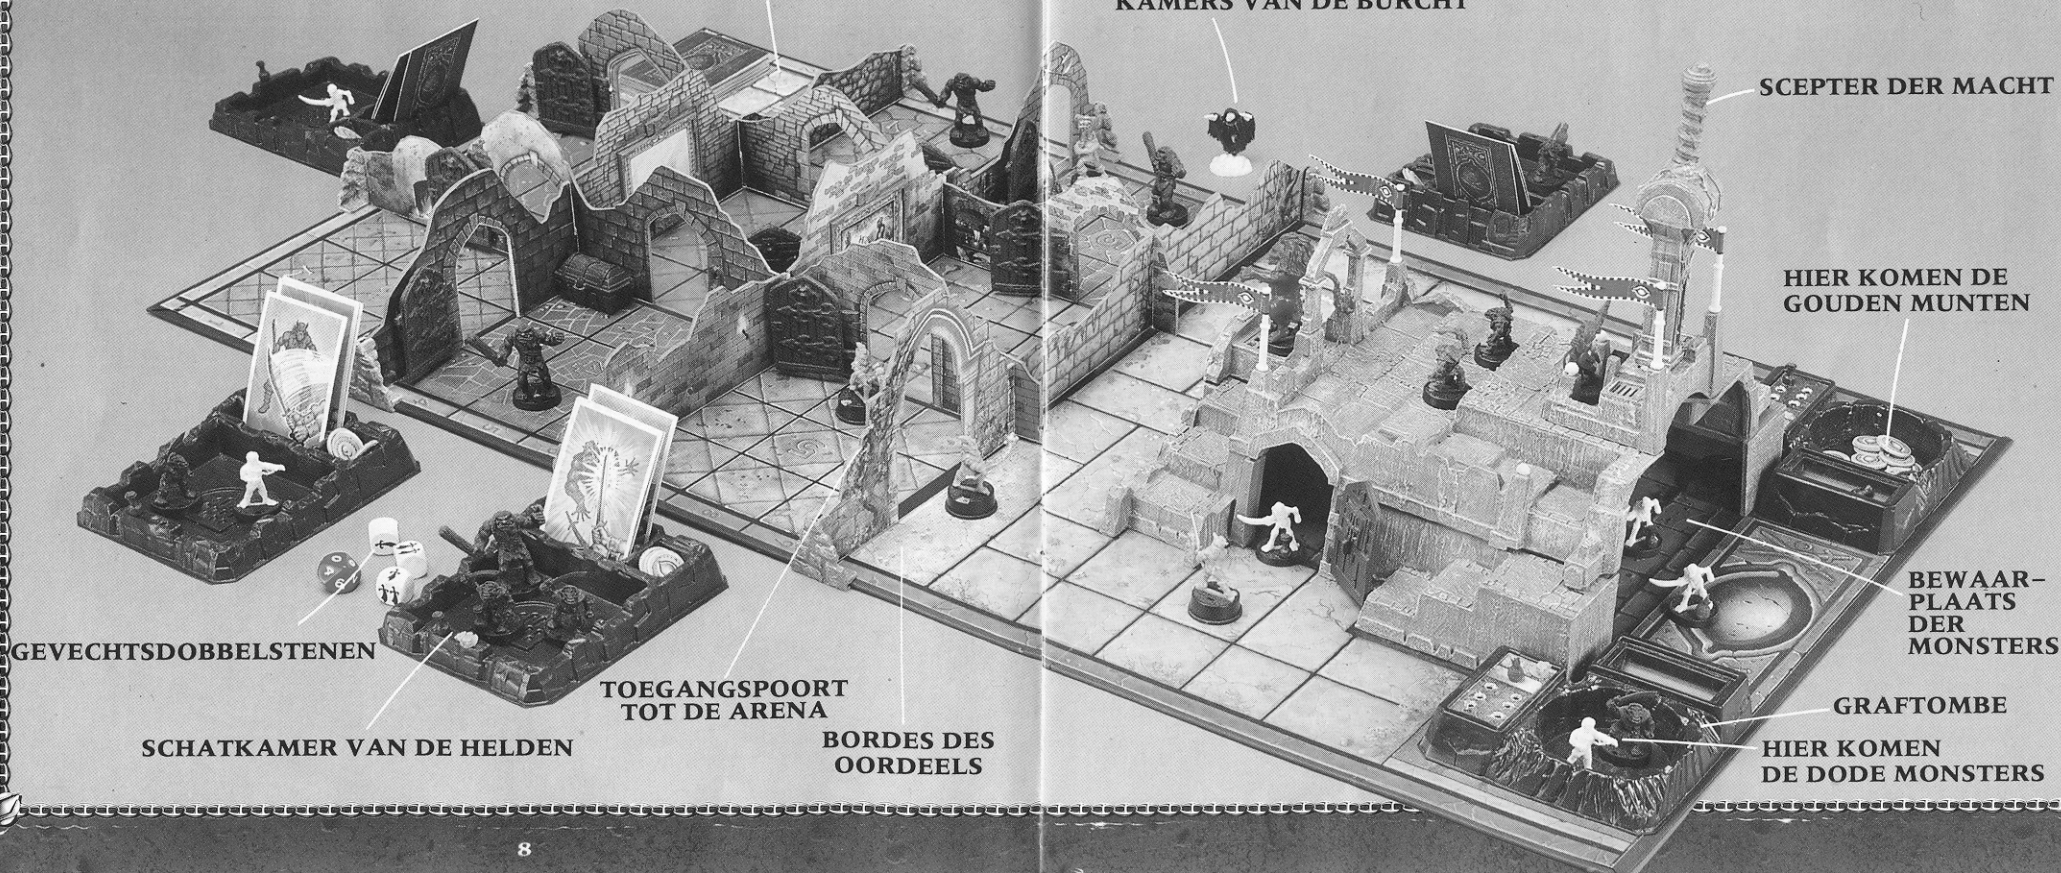 KAMERS VAN DE BURCHT
SCEPTER DER MACHT
HIER KOMEN DE
GOUDEN MUNTEN
BEWAAR-
PLAATS
DER
MONSTERS
GEVECHTSDOBBELSTENEN
TOEGANGSPOORT
TOT DE ARENA
SCHATKAMER VAN DE HELDEN
BORDES DES
OORDEELS
GRAFTOMBE
HIER KOMEN
DE DODE MONSTERS
8